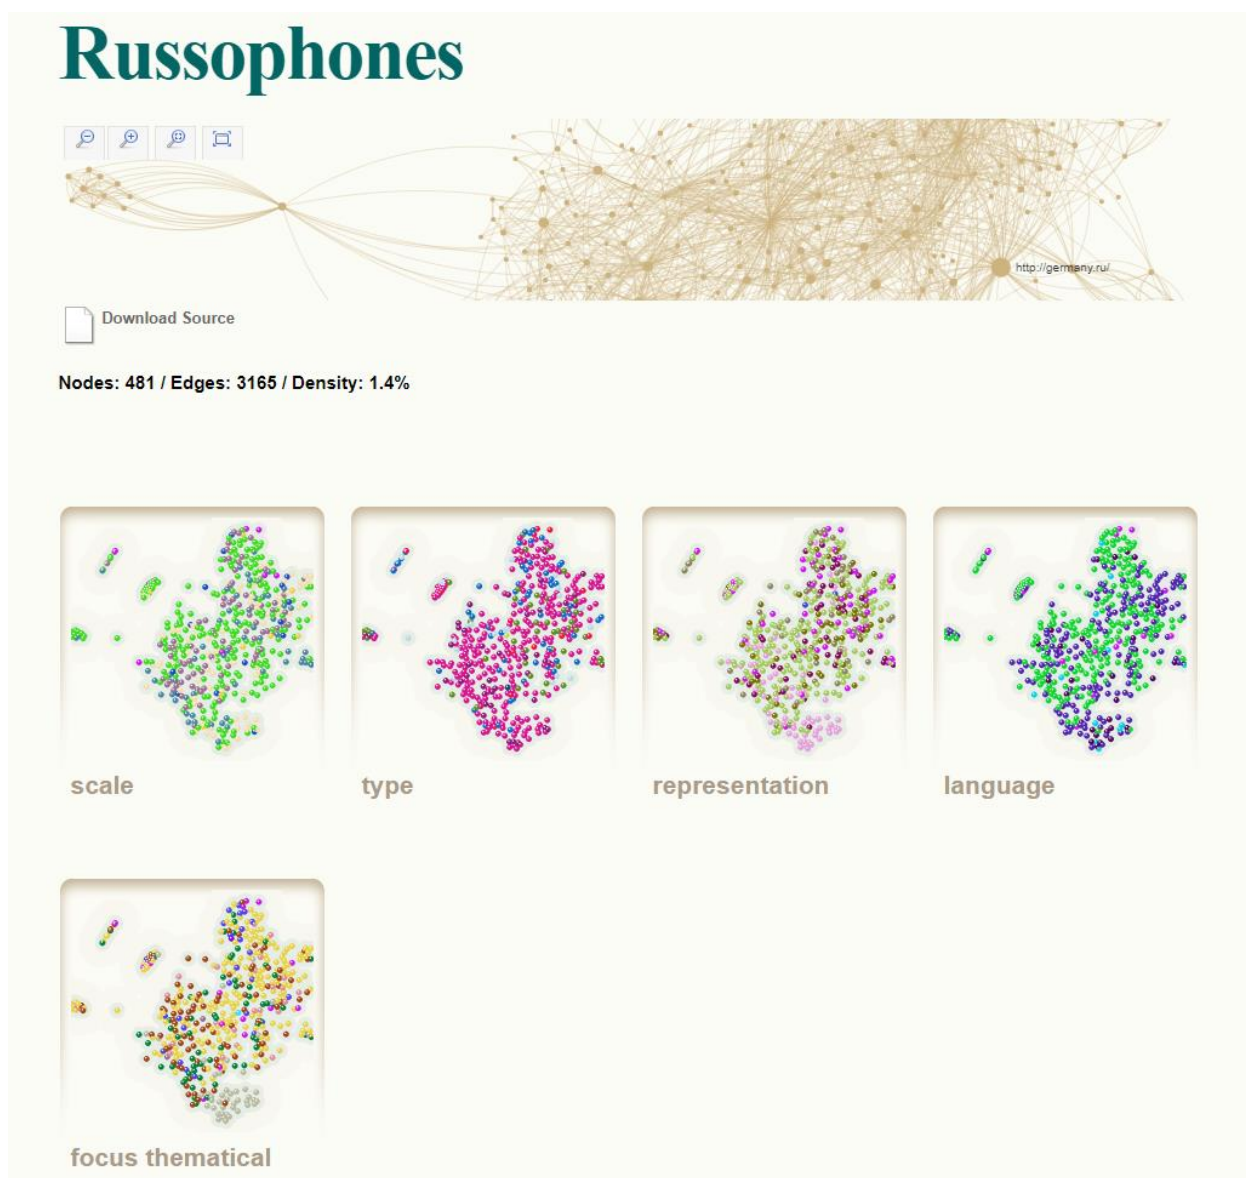 Russophones
http://germany.ru/
Download Source
Nodes: 481 / Edges: 3165 / Density: 1.4%
scale
type
representation
language
focus thematical